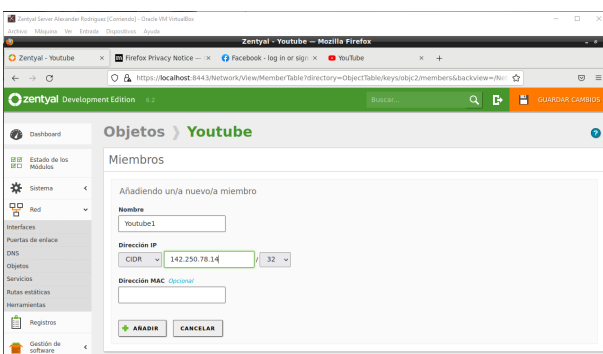 Zentyal Server Alexander Rodriguez [Corriendo] - Oracle VM VirtualBox
Archivo Máquina Ver Entrada Dispositivos Ayuda
Zentyal - Youtube — Mozilla Firefox
Zentyal - Youtube × Firefox Privacy Notice — × Facebook - log in or sign × YouTube × +
https://localhost:8443/Network/View/MemberTable?directory=ObjectTable/keys/objc2/members&backview=/Net
zentyal Development Edition 6.2 Buscar... GUARDAR CAMBIOS
Dashboard
Estado de los Módulos
Sistema
Red
Interfaces
Puertas de enlace
DNS
Objetos
Servicios
Rutas estáticas
Herramientas
Registros
Gestión de software
Objetos Youtube
Miembros
Añadiendo un/a nuevo/a miembro
Nombre
Youtube1
Dirección IP
CIDR 142.250.78.14 / 32
Dirección MAC Opcional
+ AÑADIR CANCELAR